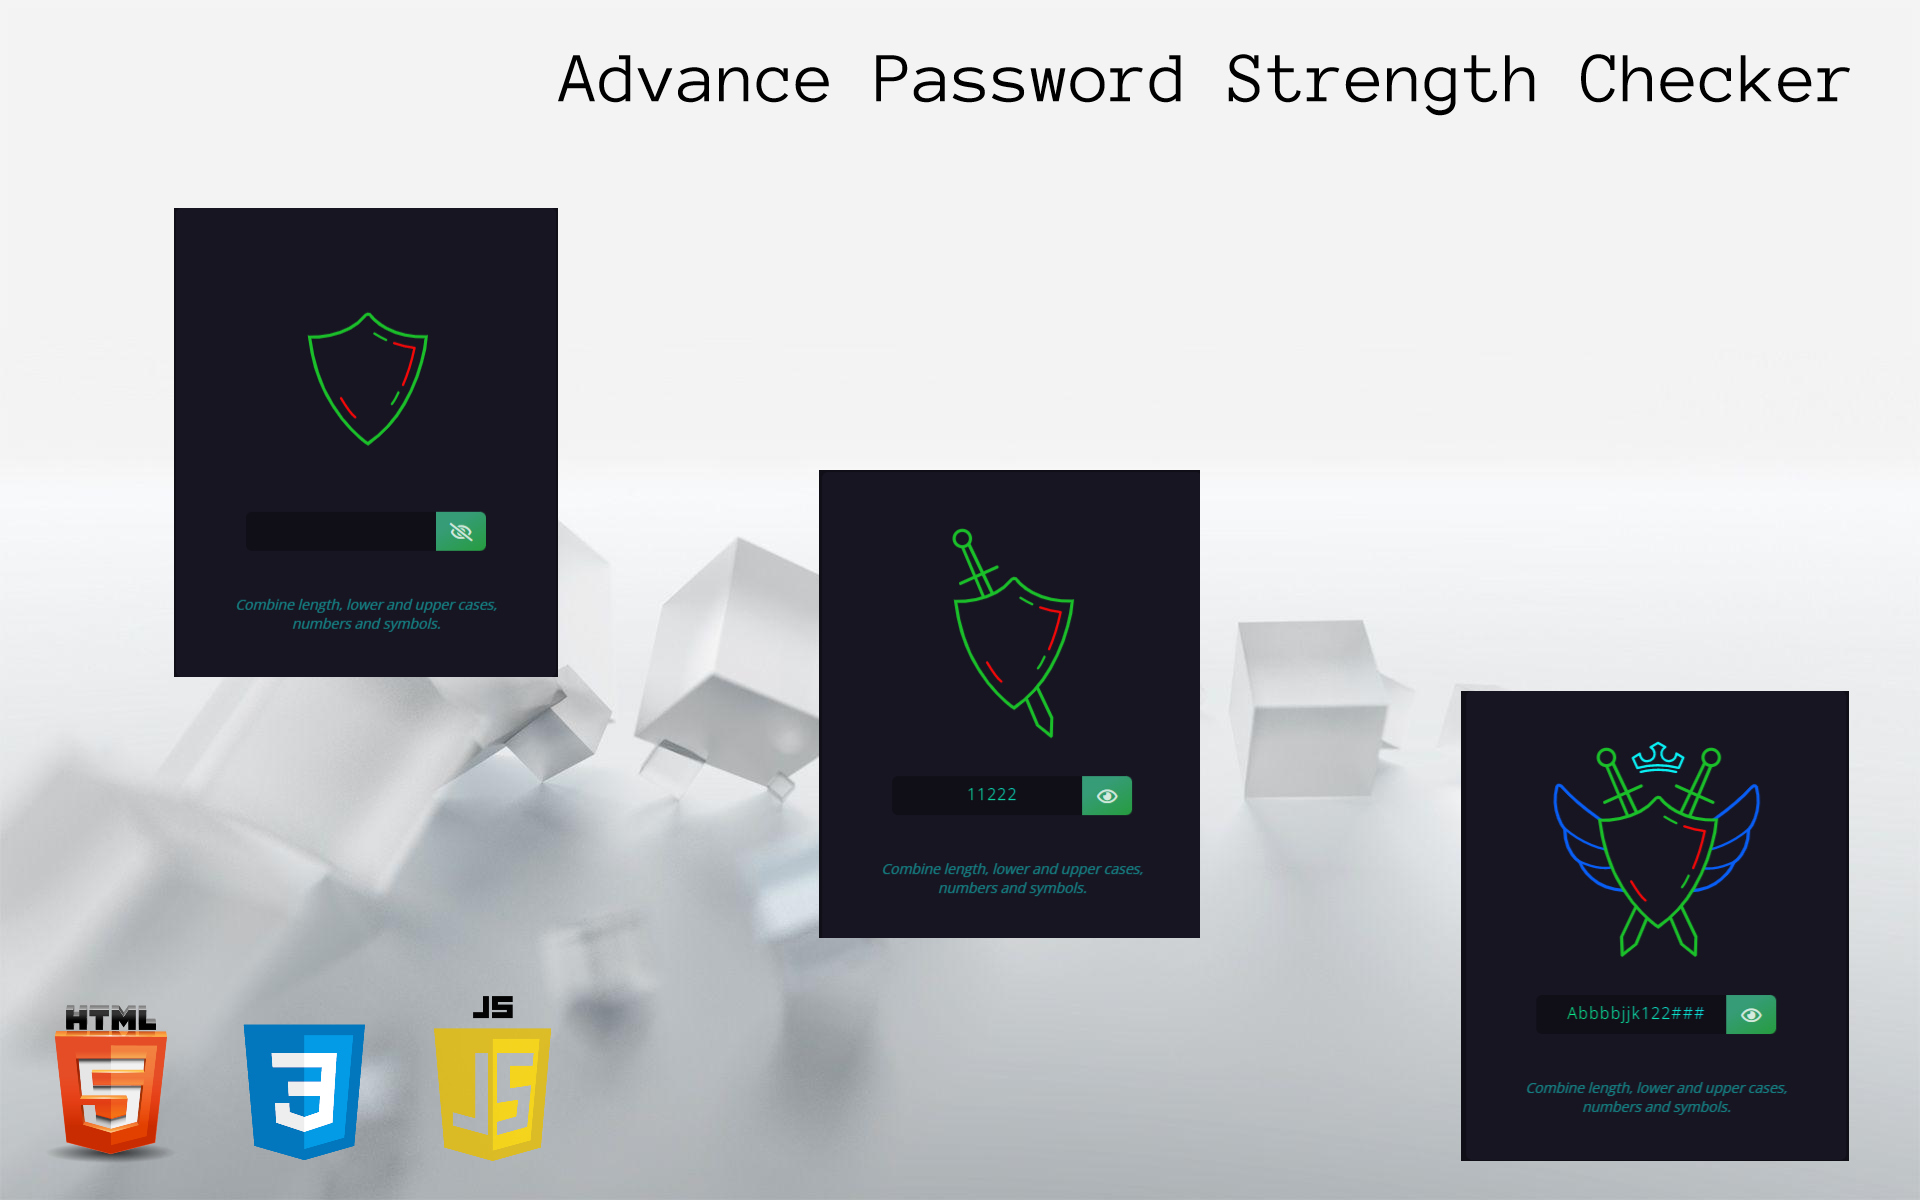 Advance Password Strength Checker
Combine length, lower and upper cases,
numbers and symbols.
11222
Combine length, lower and upper cases,
numbers and symbols.
Abbbbjjk122###
Combine length, lower and upper cases,
numbers and symbols.
HTML
5
3
JS
JS